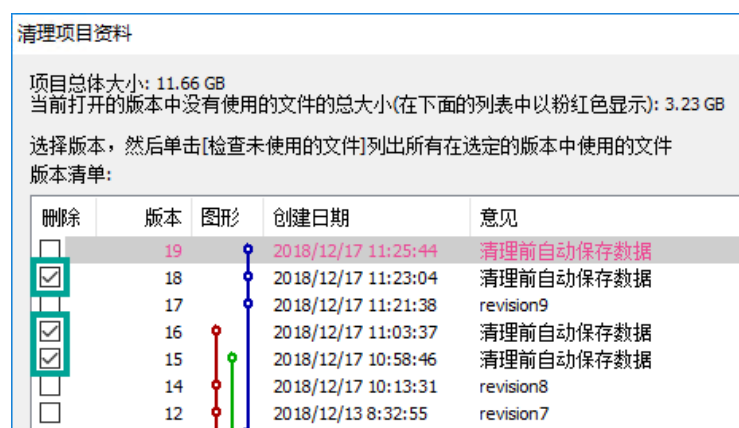 清理项目资料
项目总体大小: 11.66 GB
当前打开的版本中没有使用的文件的总大小(在下面的列表中以粉红色显示): 3.23 GB
选择版本，然后单击[检查未使用的文件]列出所有在选定的版本中使用的文件
版本清单:
删除 版本 图形 创建日期 意见
19 2018/12/17 11:25:44 清理前自动保存数据
18 2018/12/17 11:23:04 清理前自动保存数据
17 2018/12/17 11:21:38 revision9
16 2018/12/17 11:03:37 清理前自动保存数据
15 2018/12/17 10:58:46 清理前自动保存数据
14 2018/12/17 10:13:31 revision8
12 2018/12/13 8:32:55 revision7